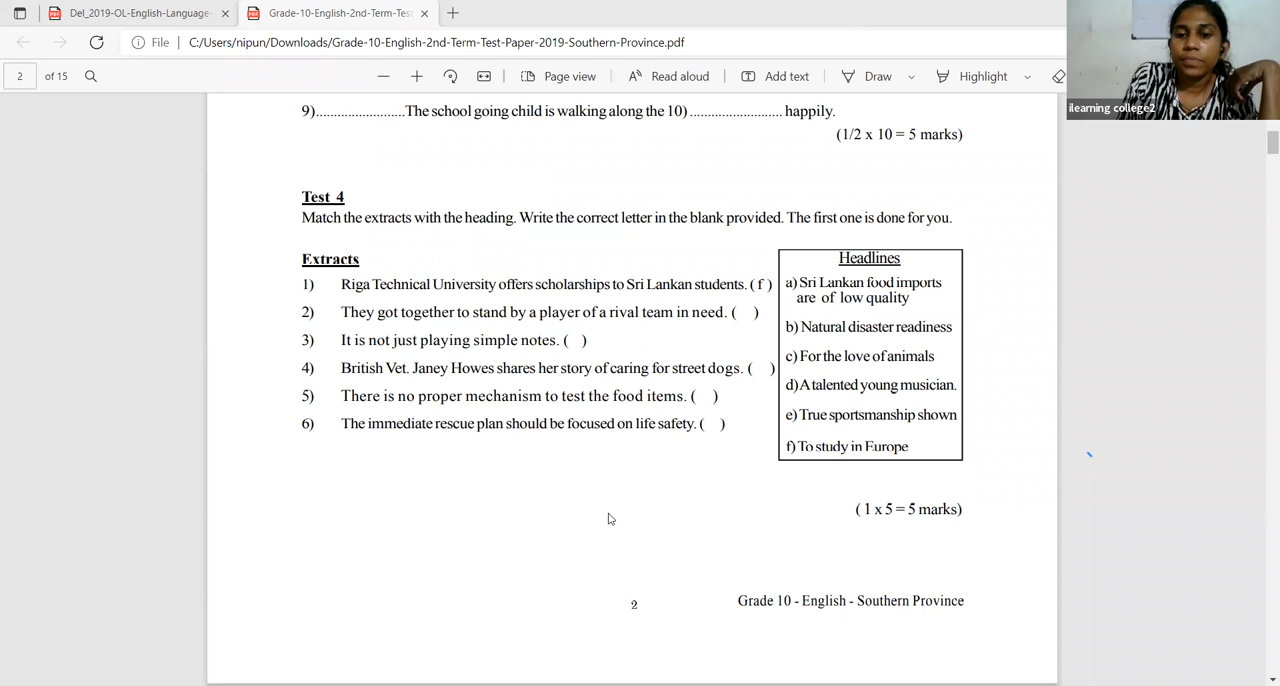 Del_2019-OL-English-Language-
Grade-10-English-2nd-Term-Test
File C:/Users/nipun/Downloads/Grade-10-English-2nd-Term-Test-Paper-2019-Southern-Province.pdf
2 of 15 Page view Read aloud Add text Draw Highlight
ilearning college2
9)........................The school going child is walking along the 10) ......................... happily.
(1/2 x 10 = 5 marks)
Test 4
Match the extracts with the heading. Write the correct letter in the blank provided. The first one is done for you.
Extracts
1) Riga Technical University offers scholarships to Sri Lankan students. ( f )
2) They got together to stand by a player of a rival team in need. ( )
3) It is not just playing simple notes. ( )
4) British Vet. Janey Howes shares her story of caring for street dogs. ( )
5) There is no proper mechanism to test the food items. ( )
6) The immediate rescue plan should be focused on life safety. ( )
Headlines
a) Sri Lankan food imports
are of low quality
b) Natural disaster readiness
c) For the love of animals
d) A talented young musician.
e) True sportsmanship shown
f) To study in Europe
( 1 x 5 = 5 marks)
2
Grade 10 - English - Southern Province